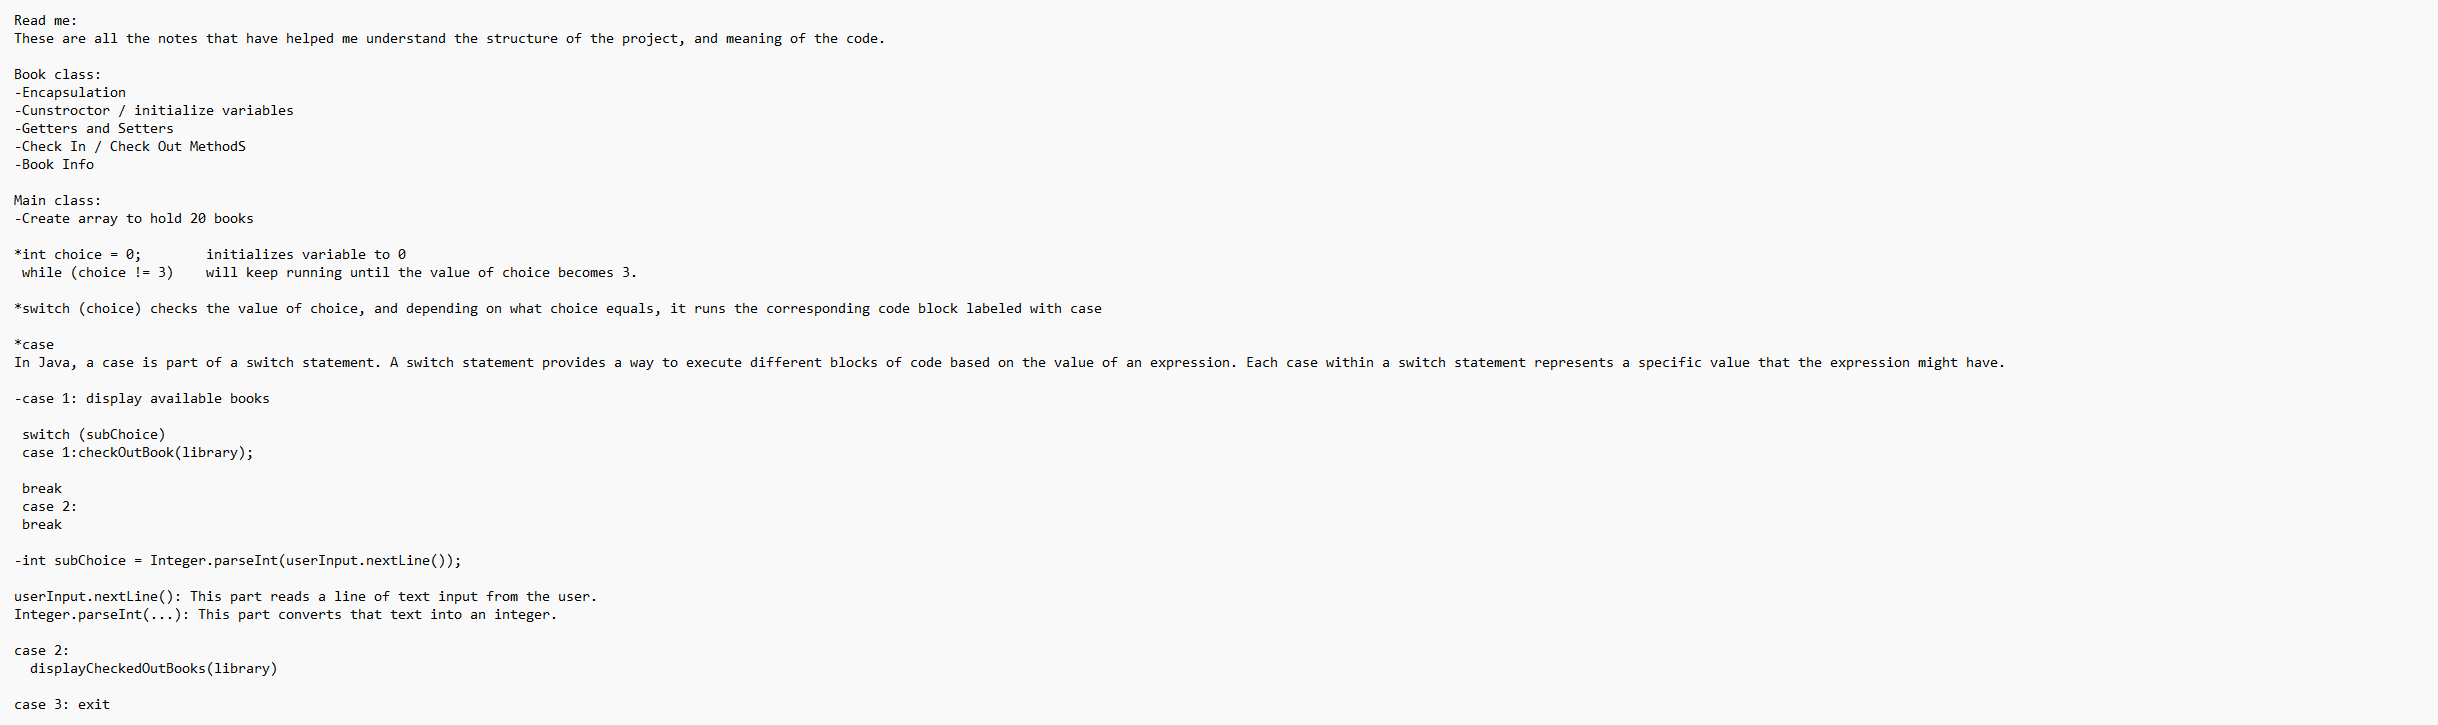 Read me:
These are all the notes that have helped me understand the structure of the project, and meaning of the code.
Book class:
-Encapsulation
-Cunstroctor / initialize variables
-Getters and Setters
-Check In / Check Out MethodS
-Book Info
Main class:
-Create array to hold 20 books
*int choice = 0;        initializes variable to 0
 while (choice != 3)    will keep running until the value of choice becomes 3.
*switch (choice) checks the value of choice, and depending on what choice equals, it runs the corresponding code block labeled with case
*case
In Java, a case is part of a switch statement. A switch statement provides a way to execute different blocks of code based on the value of an expression. Each case within a switch statement represents a specific value that the expression might have.
-case 1: display available books
 switch (subChoice)
 case 1:checkOutBook(library);
 break
 case 2:
 break
-int subChoice = Integer.parseInt(userInput.nextLine());
userInput.nextLine(): This part reads a line of text input from the user.
Integer.parseInt(...): This part converts that text into an integer.
case 2:
  displayCheckedOutBooks(library)
case 3: exit